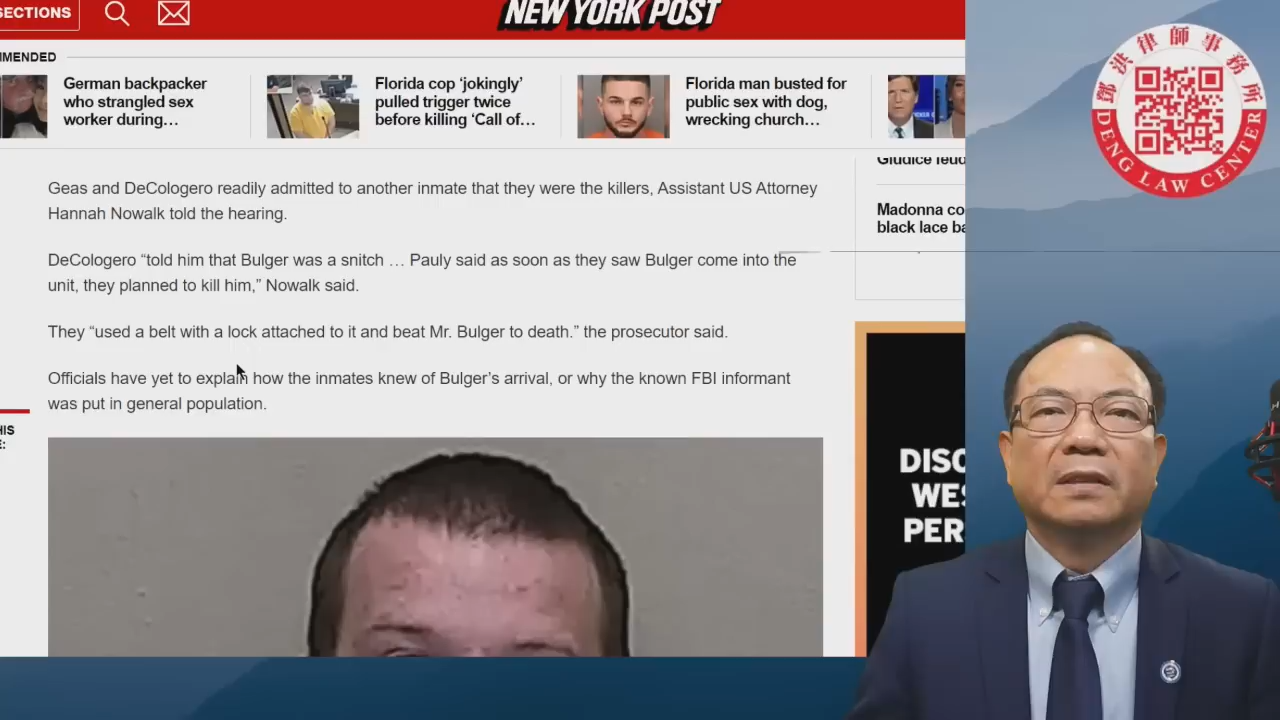 SECTIONS
NEW YORK POST
MMENDED
German backpacker
who strangled sex
worker during…
Florida cop ‘jokingly’
pulled trigger twice
before killing ‘Call of…
Florida man busted for
public sex with dog,
wrecking church…
Geas and DeCologero readily admitted to another inmate that they were the killers, Assistant US Attorney
Hannah Nowalk told the hearing.
DeCologero “told him that Bulger was a snitch … Pauly said as soon as they saw Bulger come into the
unit, they planned to kill him,” Nowalk said.
They “used a belt with a lock attached to it and beat Mr. Bulger to death.” the prosecutor said.
Officials have yet to explain how the inmates knew of Bulger’s arrival, or why the known FBI informant
was put in general population.
HIS
E:
Giudice feud
Madonna co
black lace ba
DISC
WES
PER
鄧洪律師事務所
DENG LAW CENTER